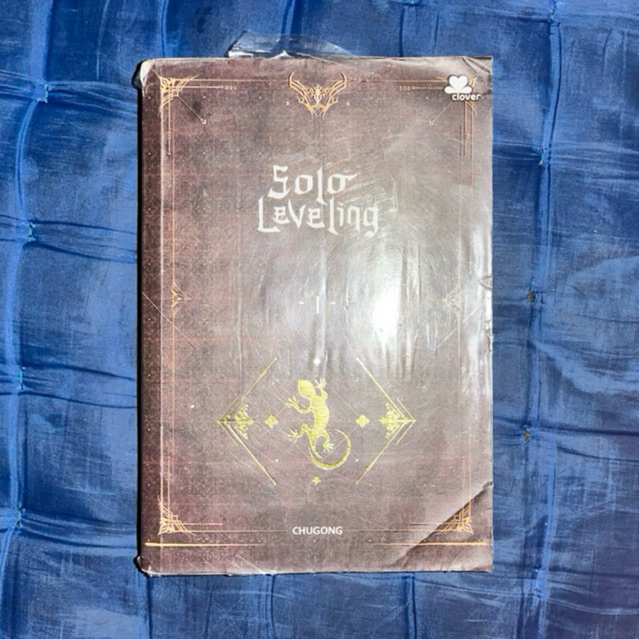 clover
Solo
Leveling
1
CHUGONG